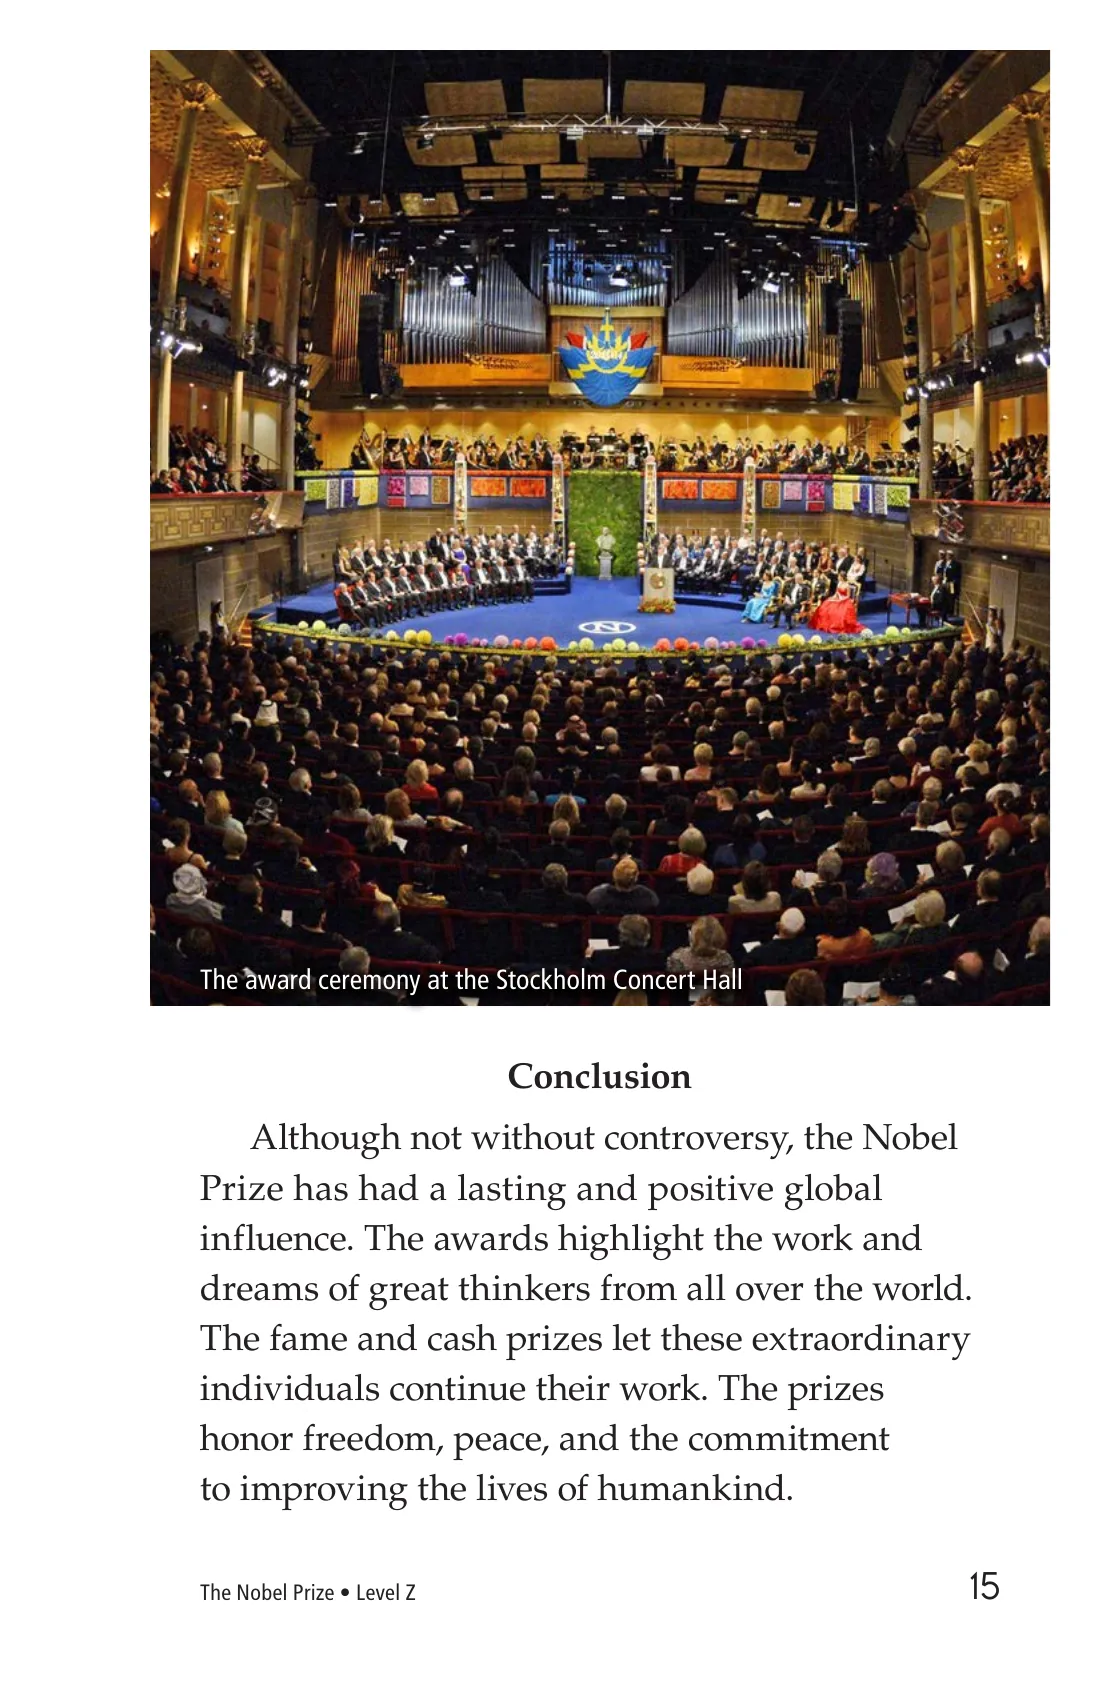 The award ceremony at the Stockholm Concert Hall
Conclusion
Although not without controversy, the Nobel
Prize has had a lasting and positive global
influence. The awards highlight the work and
dreams of great thinkers from all over the world.
The fame and cash prizes let these extraordinary
individuals continue their work. The prizes
honor freedom, peace, and the commitment
to improving the lives of humankind.
The Nobel Prize • Level Z
15